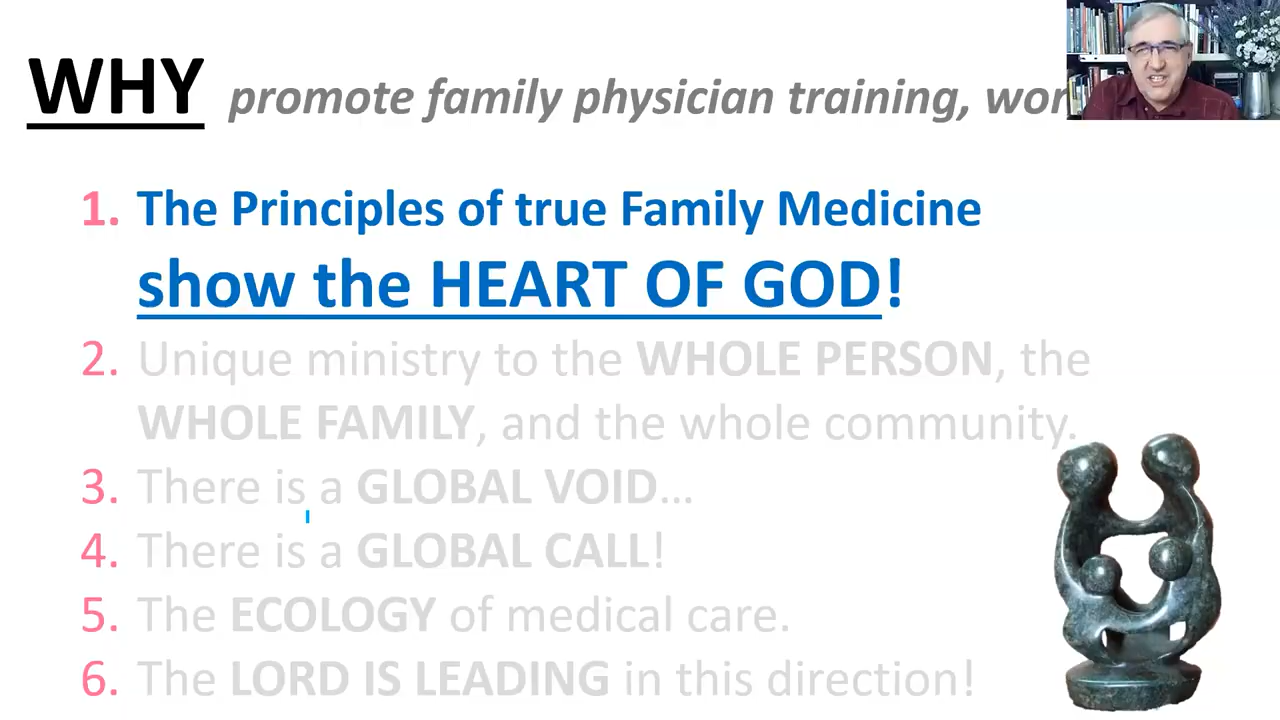 WHY promote family physician training,
1. The Principles of true Family Medicine
show the HEART OF GOD!
2. Unique ministry to the WHOLE PERSON, the
WHOLE FAMILY, and the whole community.
3. There is a GLOBAL VOID...
4. There is a GLOBAL CALL!
5. The ECOLOGY of medical care.
6. The LORD IS LEADING in this direction!